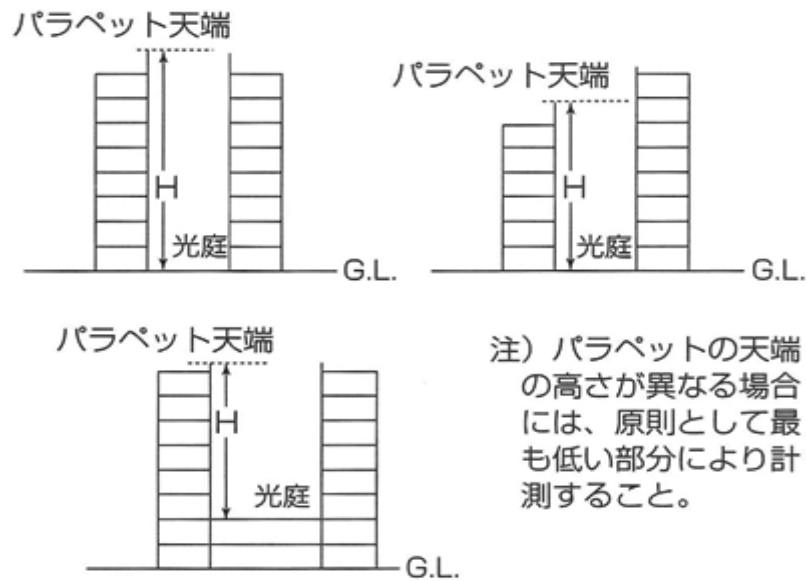 パラペット天端
H
光庭
G.L.
パラペット天端
H
光庭
G.L.
パラペット天端
H
光庭
G.L.
注）パラペットの天端
の高さが異なる場合
には、原則として最
も低い部分により計
測すること。